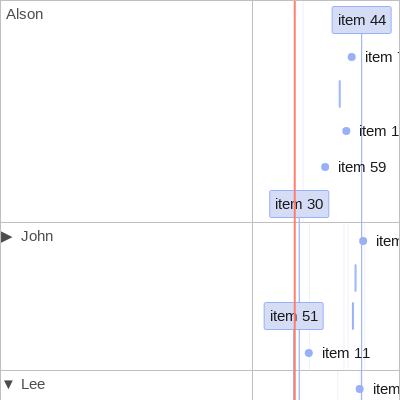 Alson
item 44
item
item 1
item 59
item 30
▶ John
item
item 51
item 11
▼ Lee
item